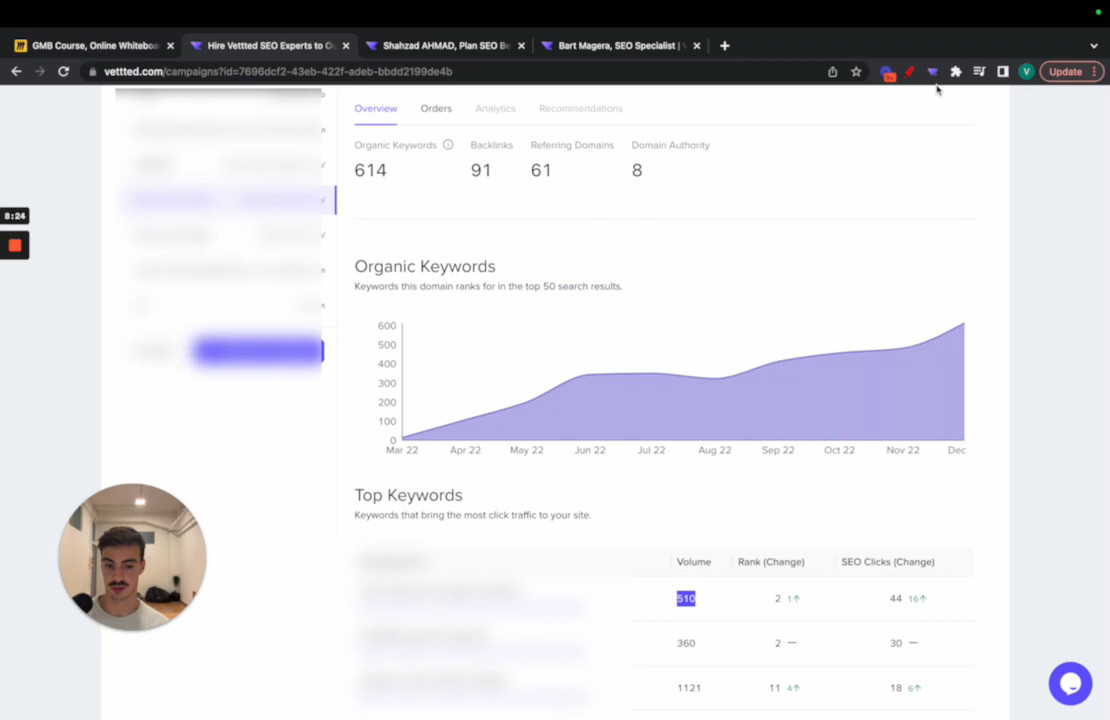 GMB Course, Online Whiteboa
Hire Vettted SEO Experts to O
Shahzad AHMAD, Plan SEO B
Bart Magera, SEO Specialist |
vettted.com/campaigns?id=7696dcf2-43eb-422f-adeb-bbdd2199de4b
9+
V
Update
Overview
Orders
Analytics
Recommendations
Organic Keywords
Backlinks
Referring Domains
Domain Authority
614
91
61
8
8:24
Organic Keywords
Keywords this domain ranks for in the top 50 search results.
600
500
400
300
200
100
0
Mar 22
Apr 22
May 22
Jun 22
Jul 22
Aug 22
Sep 22
Oct 22
Nov 22
Dec
Top Keywords
Keywords that bring the most click traffic to your site.
Volume
Rank (Change)
SEO Clicks (Change)
510
2 1↑
44 16↑
360
2 —
30 —
1121
11 4↑
18 6↑